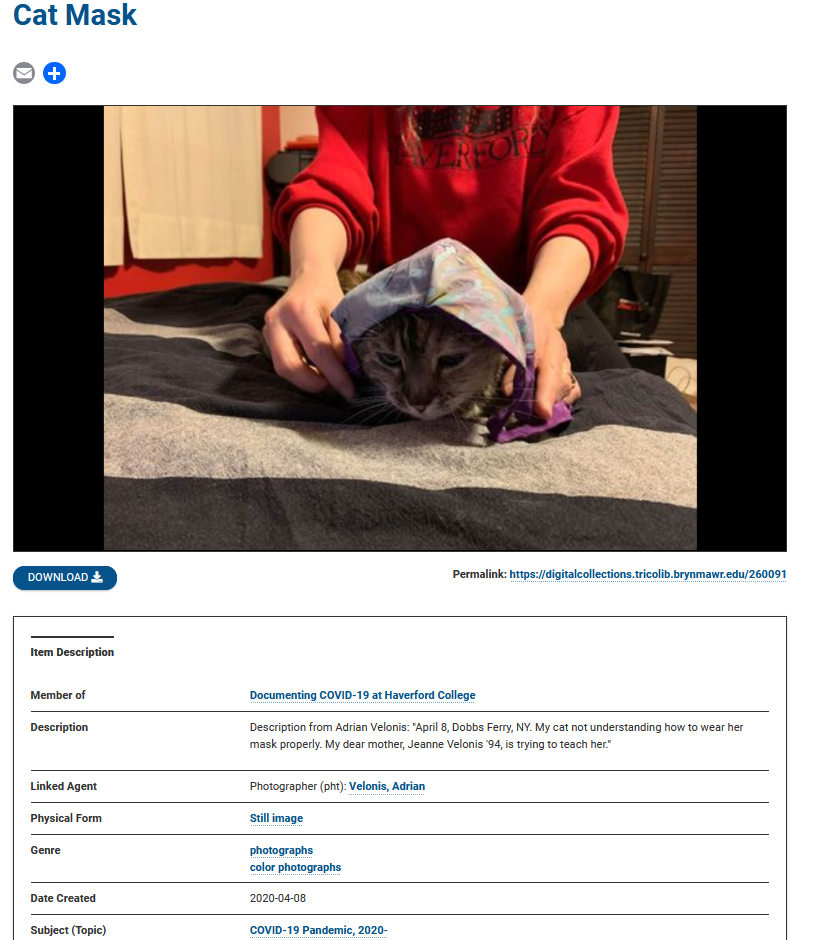 Cat Mask
HAVERFORD
DOWNLOAD
Permalink: https://digitalcollections.tricolib.brynmawr.edu/260091
Item Description
Member of Documenting COVID-19 at Haverford College
Description Description from Adrian Velonis: "April 8, Dobbs Ferry, NY. My cat not understanding how to wear her
mask properly. My dear mother, Jeanne Velonis '94, is trying to teach her."
Linked Agent Photographer (pht): Velonis, Adrian
Physical Form Still image
Genre photographs
color photographs
Date Created 2020-04-08
Subject (Topic) COVID-19 Pandemic, 2020-